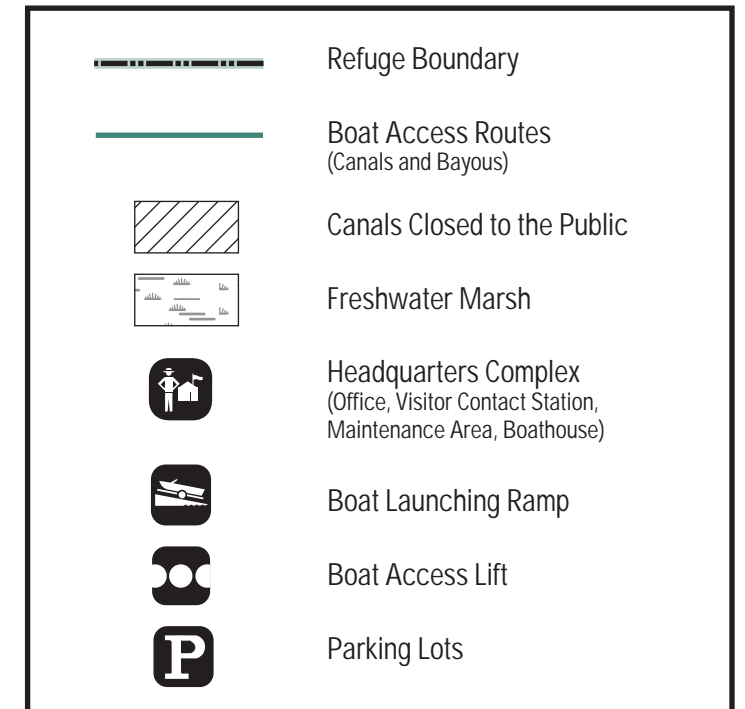 Refuge Boundary
Boat Access Routes
(Canals and Bayous)
Canals Closed to the Public
Freshwater Marsh
Headquarters Complex
(Office, Visitor Contact Station,
Maintenance Area, Boathouse)
Boat Launching Ramp
Boat Access Lift
P
Parking Lots